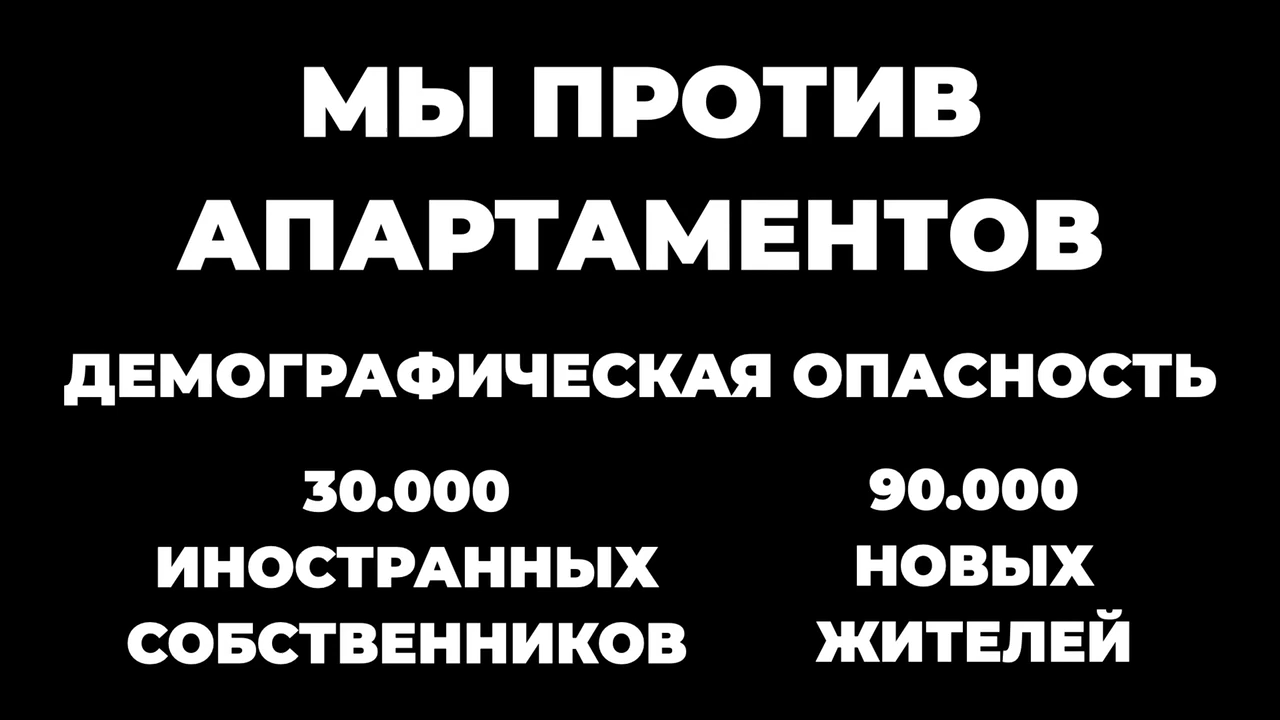 МЫ ПРОТИВ
АПАРТАМЕНТОВ
ДЕМОГРАФИЧЕСКАЯ ОПАСНОСТЬ
30.000
ИНОСТРАННЫХ
СОБСТВЕННИКОВ
90.000
НОВЫХ
ЖИТЕЛЕЙ